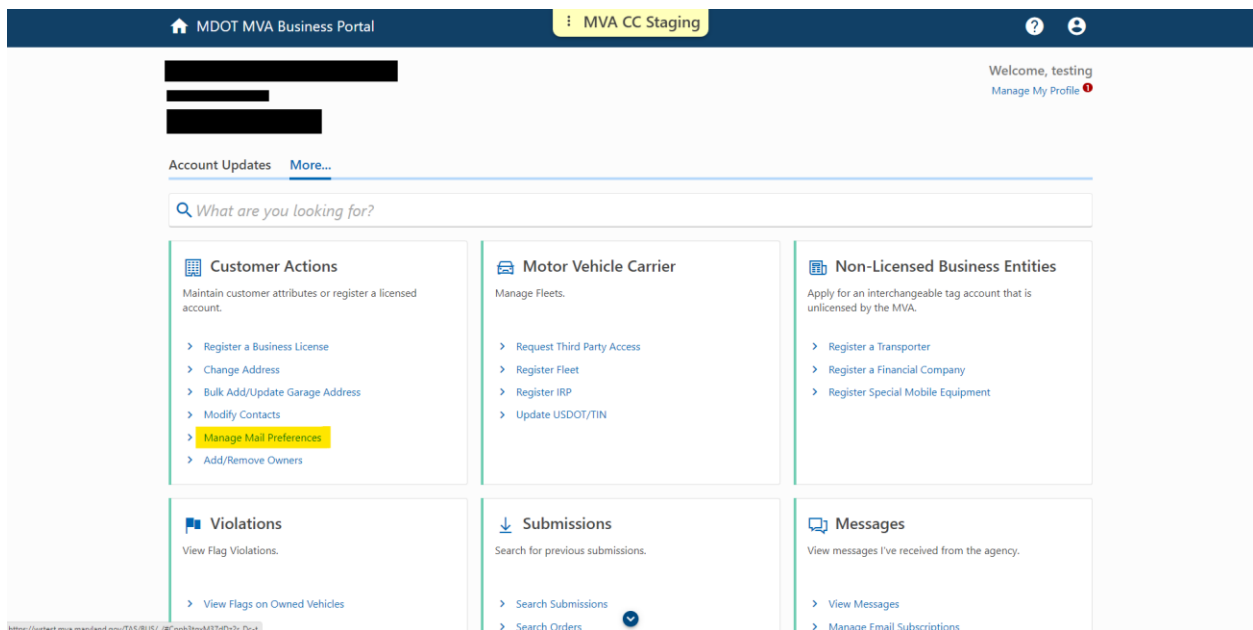 MDOT MVA Business Portal
MVA CC Staging
Welcome, testing
Manage My Profile 1
Account Updates More...
What are you looking for?
Customer Actions
Maintain customer attributes or register a licensed
account.
Register a Business License
Change Address
Bulk Add/Update Garage Address
Modify Contacts
Manage Mail Preferences
Add/Remove Owners
Motor Vehicle Carrier
Manage Fleets.
Request Third Party Access
Register Fleet
Register IRP
Update USDOT/TIN
Non-Licensed Business Entities
Apply for an interchangeable tag account that is
unlicensed by the MVA.
Register a Transporter
Register a Financial Company
Register Special Mobile Equipment
Violations
View Flag Violations.
View Flags on Owned Vehicles
Submissions
Search for previous submissions.
Search Submissions
Search Orders
Messages
View messages I've received from the agency.
View Messages
Manage Email Subscriptions